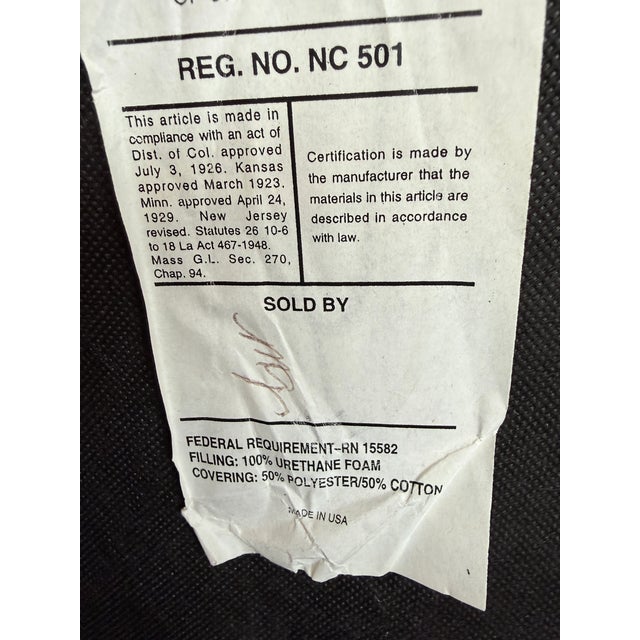 REG. NO. NC 501
This article is made in
compliance with an act of
Dist. of Col. approved
July 3, 1926. Kansas
approved March 1923.
Minn. approved April 24,
1929. New Jersey
revised. Statutes 26 10-6
to 18 La Act 467-1948.
Mass G.L. Sec. 270,
Chap. 94.
Certification is made by
the manufacturer that the
materials in this article are
described in accordance
with law.
SOLD BY
FEDERAL REQUIREMENT-RN 15582
FILLING: 100% URETHANE FOAM
COVERING: 50% POLYESTER/50% COTTON
MADE IN USA